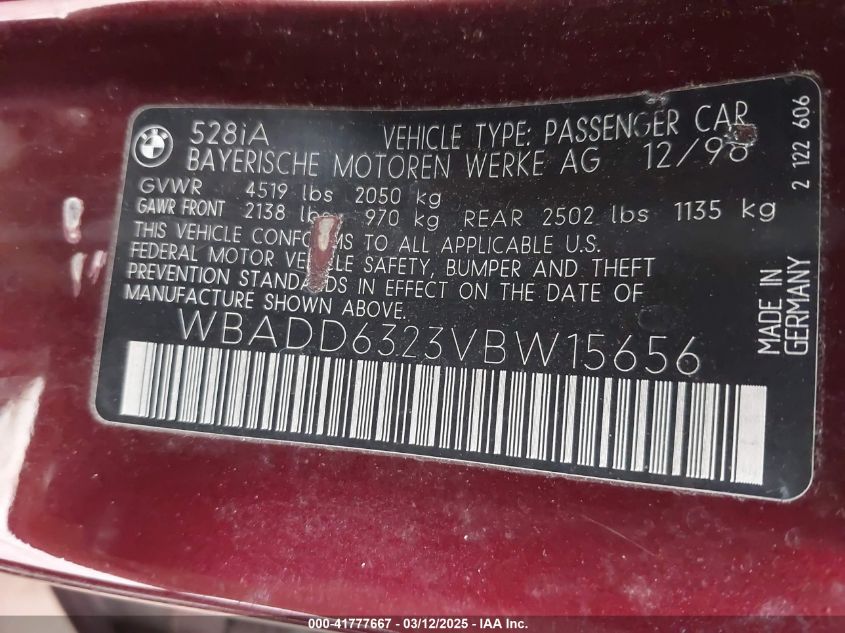 BMW
528iA VEHICLE TYPE: PASSENGER CAR
BAYERISCHE MOTOREN WERKE AG 12/96
GVWR 4519 lbs 2050 kg
GAWR FRONT 2138 lbs 970 kg REAR 2502 lbs 1135 kg
THIS VEHICLE CONFORMS TO ALL APPLICABLE U.S.
FEDERAL MOTOR VEHICLE SAFETY, BUMPER AND THEFT
PREVENTION STANDARDS IN EFFECT ON THE DATE OF
MANUFACTURE SHOWN ABOVE.
WBADD6323VBW15656
2 122 606
MADE IN
GERMANY
000-41777667 - 03/12/2025 - IAA Inc.